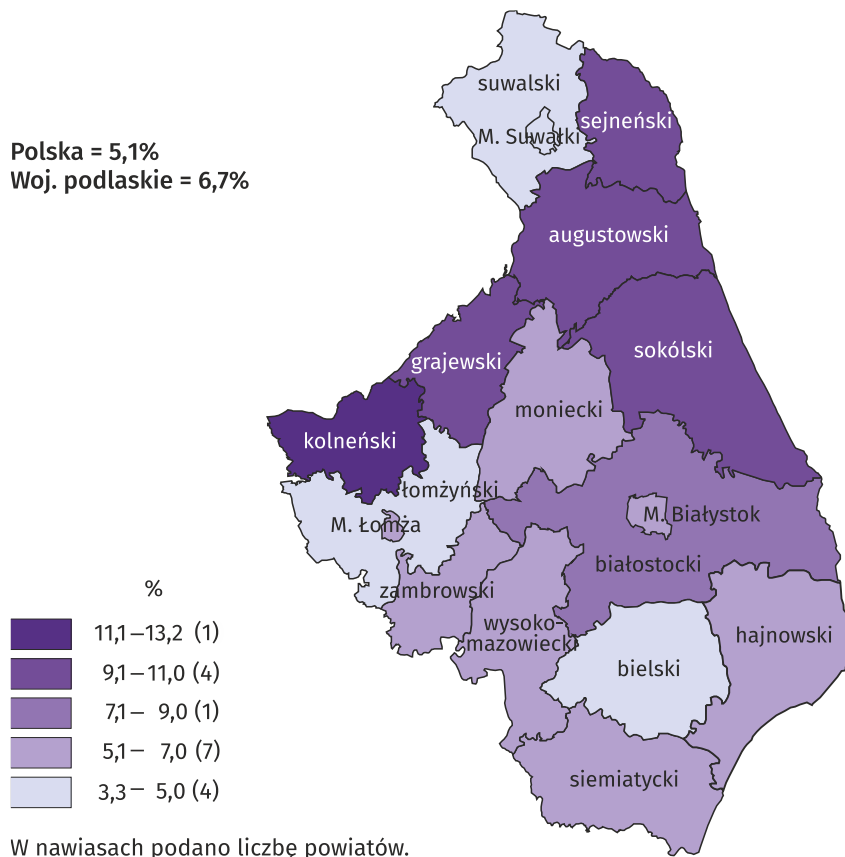 suwalski
M. Suwałki
sejneński
Polska = 5,1%
Woj. podlaskie = 6,7%
augustowski
sokólski
grajewski
moniecki
kolneński
łomżyński
M. Łomża
M. Białystok
białostocki
%
zambrowski
wysoko-
mazowiecki
hajnowski
11,1–13,2 (1)
9,1–11,0 (4)
bielski
7,1– 9,0 (1)
5,1– 7,0 (7)
siemiatycki
3,3– 5,0 (4)
W nawiasach podano liczbę powiatów.